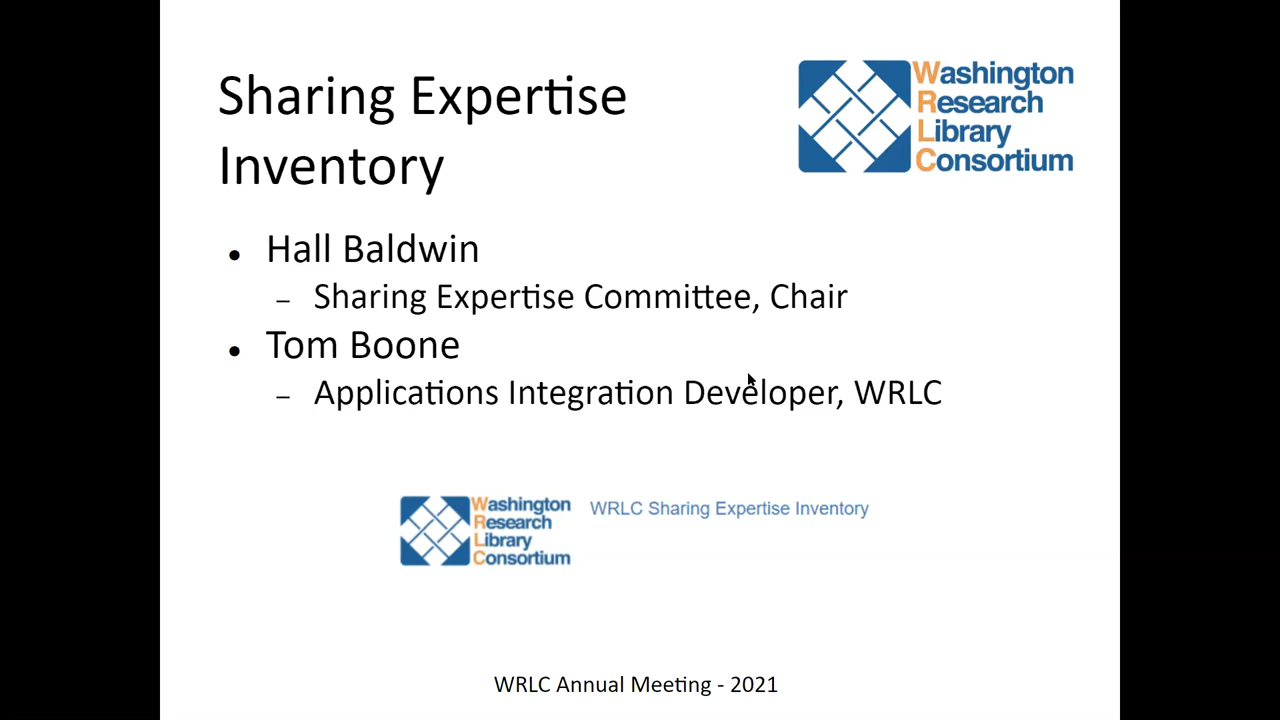 Sharing Expertise
Inventory
Washington
Research
Library
Consortium
• Hall Baldwin
– Sharing Expertise Committee, Chair
• Tom Boone
– Applications Integration Developer, WRLC
Washington
Research
Library
Consortium
WRLC Sharing Expertise Inventory
WRLC Annual Meeting - 2021